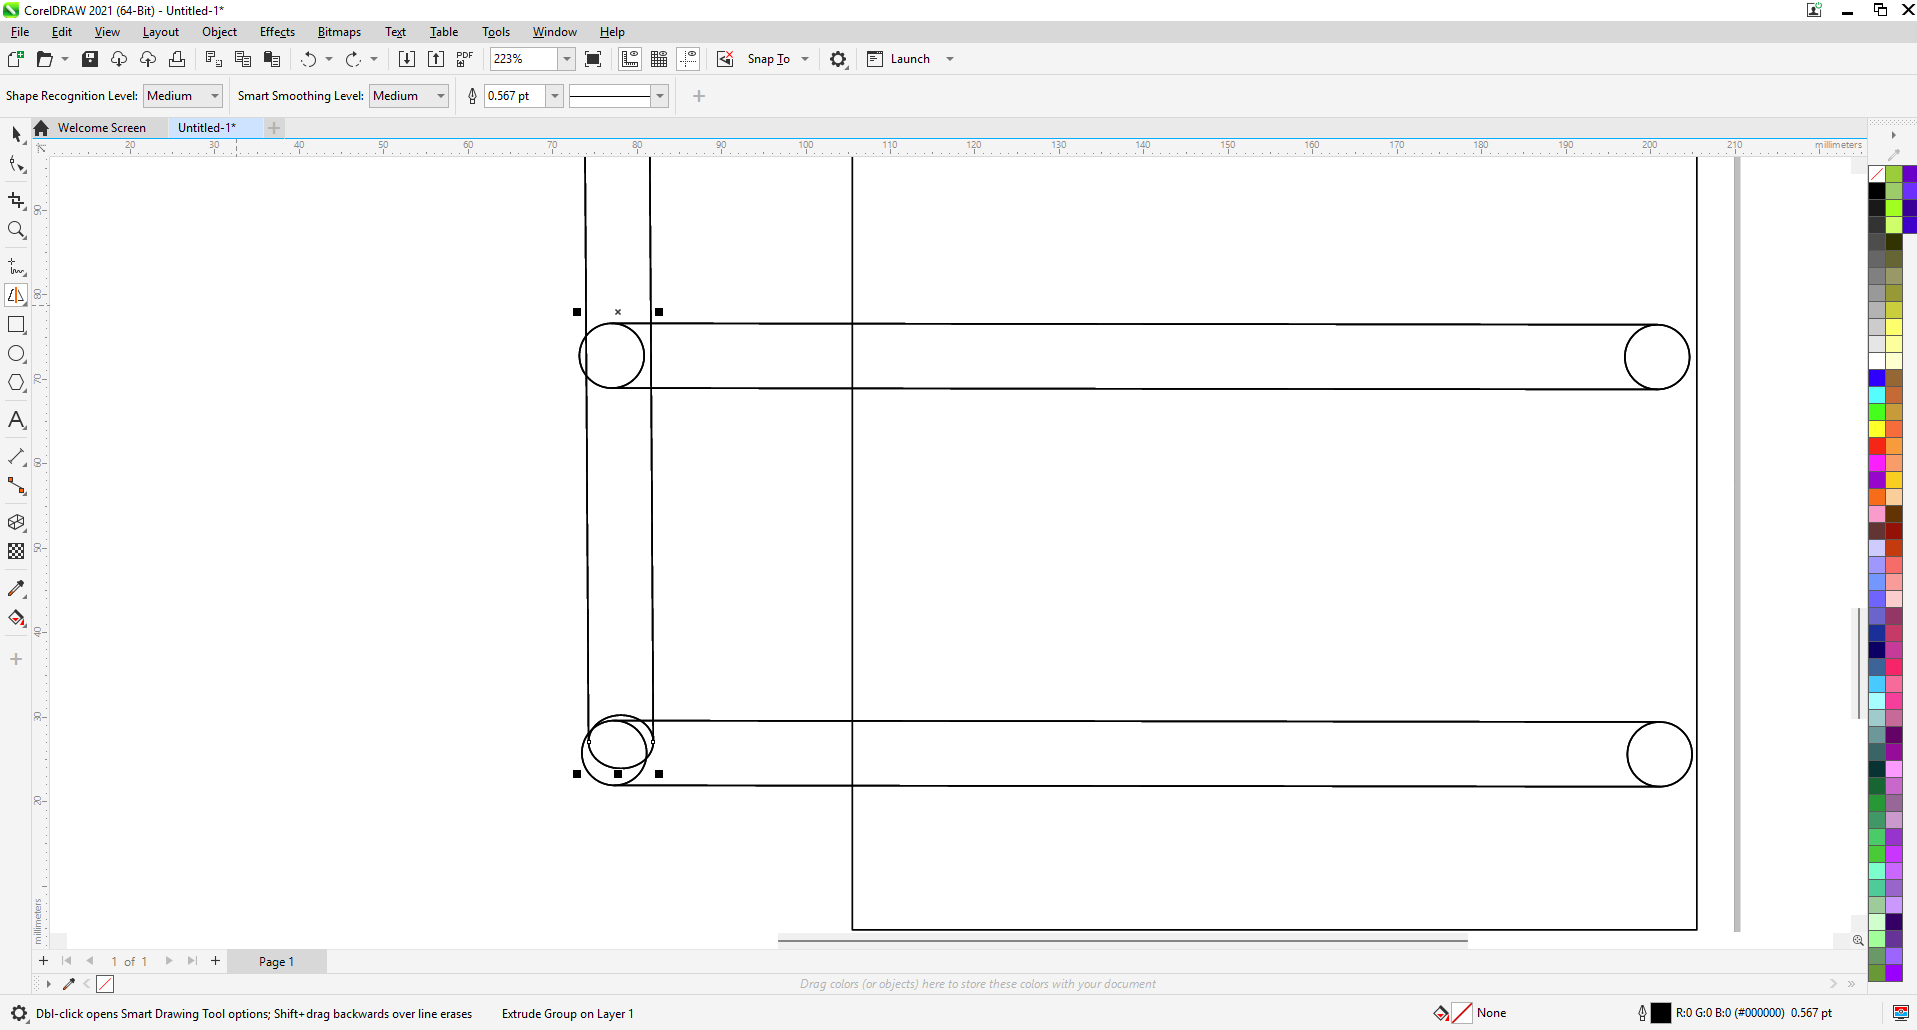 CorelDRAW 2021 (64-Bit) - Untitled-1*
File Edit View Layout Object Effects Bitmaps Text Table Tools Window Help
PDF 223% Snap To Launch
Shape Recognition Level: Medium Smart Smoothing Level: Medium 0.567 pt
Welcome Screen Untitled-1*
20 30 40 50 60 70 80 90 100 110 120 130 140 150 160 170 180 190 200 210 millimeters
90
80
70
60
50
40
30
20
millimeters
1 of 1 Page 1
Drag colors (or objects) here to store these colors with your document
Dbl-click opens Smart Drawing Tool options; Shift+drag backwards over line erases Extrude Group on Layer 1 None R:0 G:0 B:0 (#000000) 0.567 pt